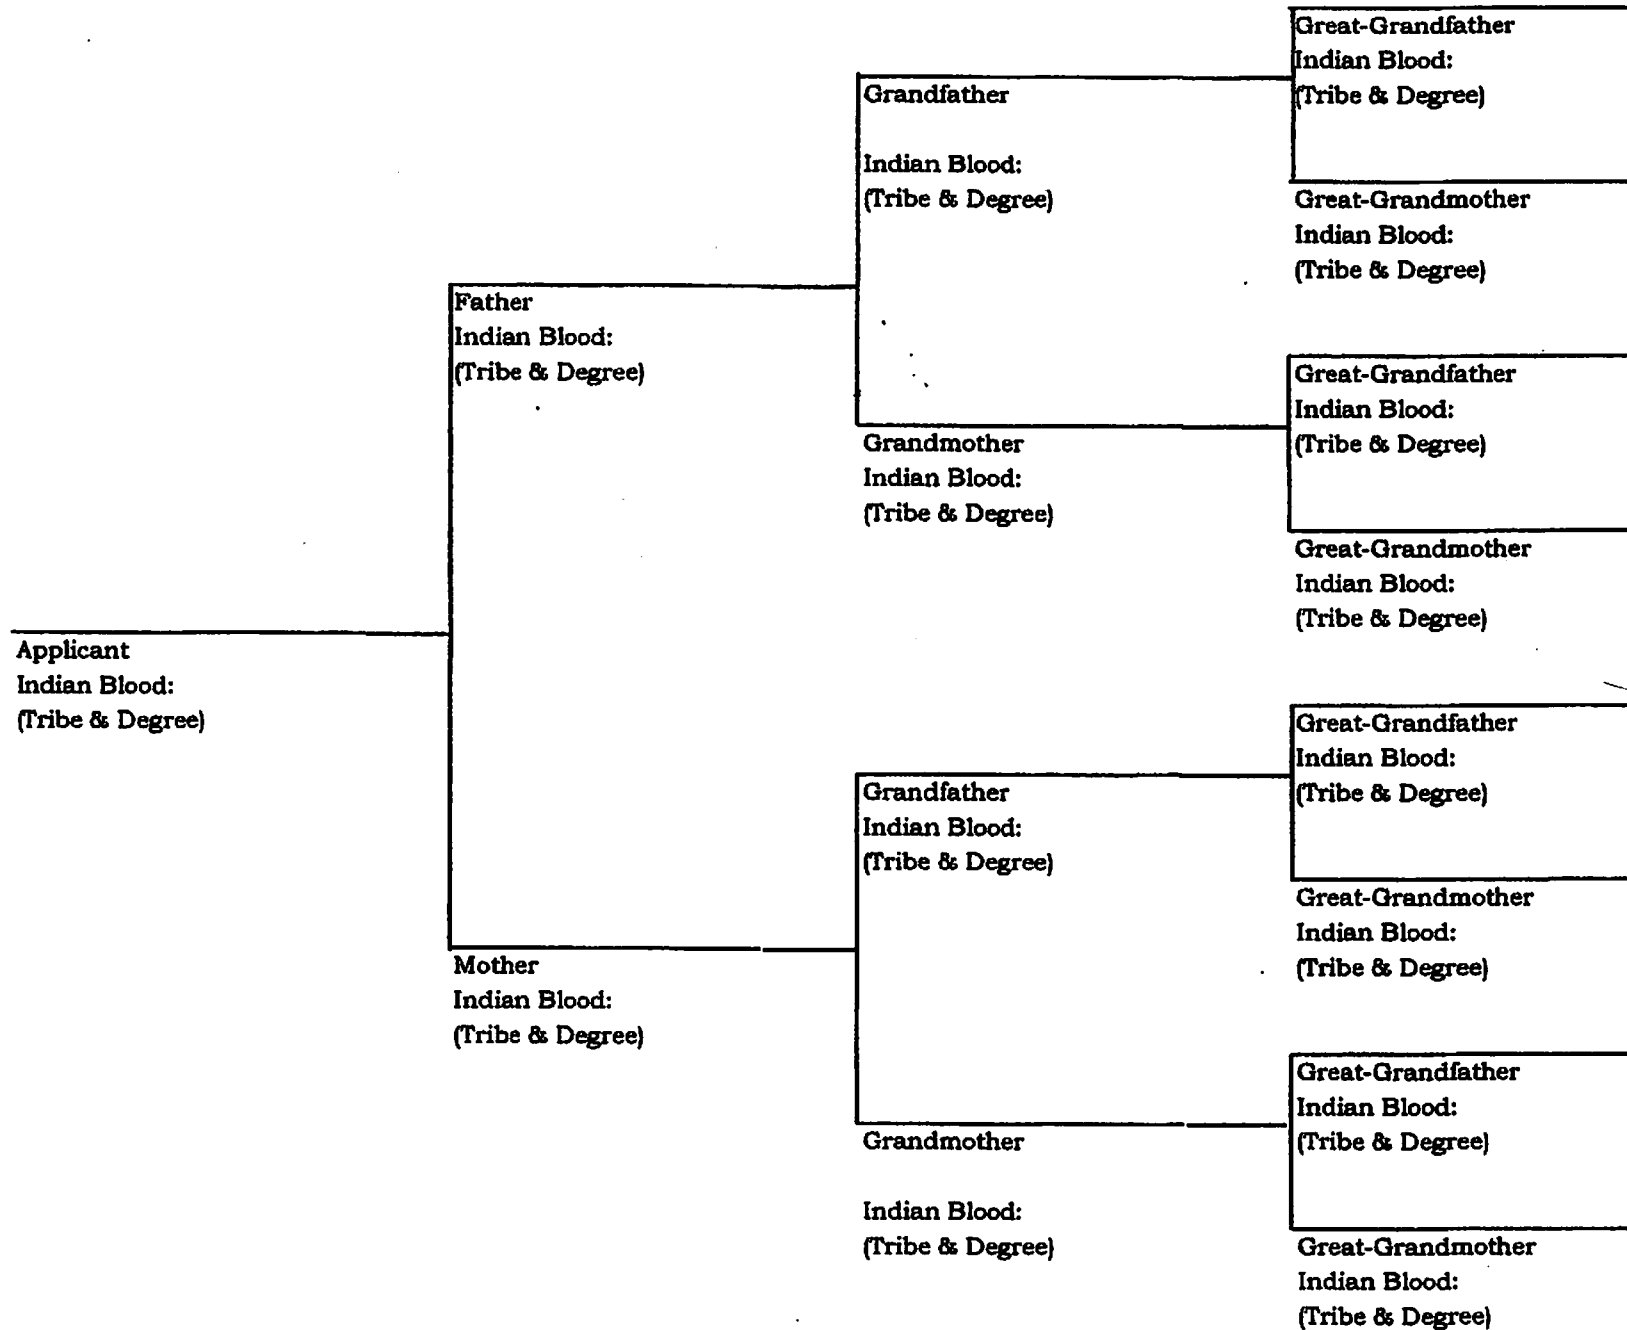 Great-Grandfather
Indian Blood:
(Tribe & Degree)
Grandfather
Indian Blood:
(Tribe & Degree)
Great-Grandmother
Indian Blood:
(Tribe & Degree)
Father
Indian Blood:
(Tribe & Degree)
Great-Grandfather
Indian Blood:
(Tribe & Degree)
Grandmother
Indian Blood:
(Tribe & Degree)
Great-Grandmother
Indian Blood:
(Tribe & Degree)
Applicant
Indian Blood:
(Tribe & Degree)
Great-Grandfather
Indian Blood:
(Tribe & Degree)
Grandfather
Indian Blood:
(Tribe & Degree)
Great-Grandmother
Indian Blood:
(Tribe & Degree)
Mother
Indian Blood:
(Tribe & Degree)
Great-Grandfather
Indian Blood:
(Tribe & Degree)
Grandmother
Indian Blood:
(Tribe & Degree)
Great-Grandmother
Indian Blood:
(Tribe & Degree)